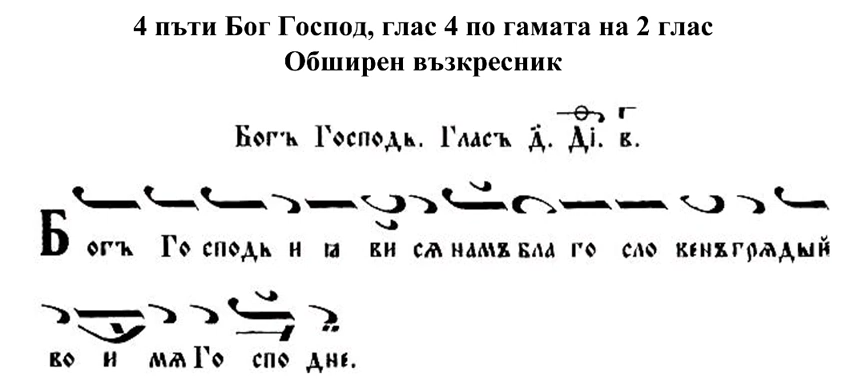 4 пъти Бог Господ, глас 4 по гамата на 2 глас
Обширен възкресник
Богъ Господь. Гласъ д҃. Ді. в.
Богъ Го сподь и ꙗ ви сѧ намъ бла го сло венъ грѧдый
во и мѧ Го спо дне.